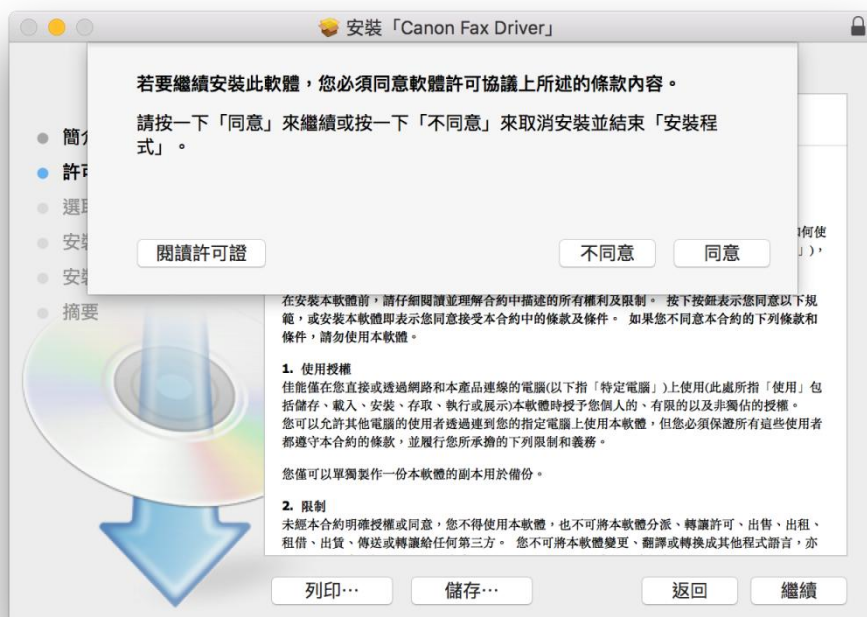 安裝「Canon Fax Driver」
若要繼續安裝此軟體，您必須同意軟體許可協議上所述的條款內容。
請按一下「同意」來繼續或按一下「不同意」來取消安裝並結束「安裝程
式」。
閱讀許可證
不同意
同意
簡介
許可
選取
安裝
安裝
摘要
何使
」)，
在安裝本軟體前，請仔細閱讀並理解合約中描述的所有權利及限制。 按下按鈕表示您同意以下規
範，或安裝本軟體即表示您同意接受本合約中的條款及條件。 如果您不同意本合約的下列條款和
條件，請勿使用本軟體。
1. 使用授權
佳能僅在您直接或透過網路和本產品連線的電腦(以下指「特定電腦」)上使用(此處所指「使用」包
括儲存、載入、安裝、存取、執行或展示)本軟體時授予您個人的、有限的以及非獨佔的授權。
您可以允許其他電腦的使用者透過連到您的指定電腦上使用本軟體，但您必須保證所有這些使用者
都遵守本合約的條款，並履行您所承擔的下列限制和義務。
您僅可以單獨製作一份本軟體的副本用於備份。
2. 限制
未經本合約明確授權或同意，您不得使用本軟體，也不可將本軟體分派、轉讓許可、出售、出租、
租借、出賃、傳送或轉讓給任何第三方。 您不可將本軟體變更、翻譯或轉換成其他程式語言，亦
列印…
儲存…
返回
繼續